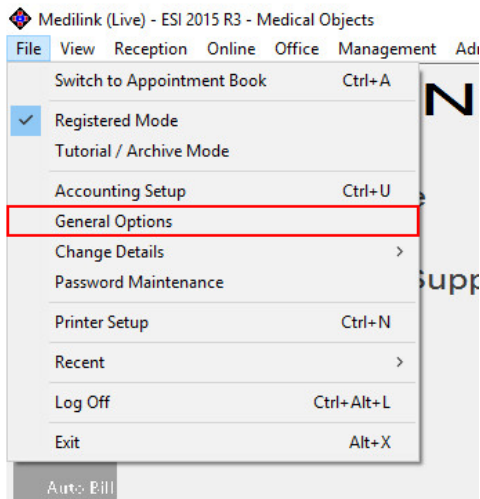 Medilink (Live) - ESI 2015 R3 - Medical Objects
File View Reception Online Office Management
Switch to Appointment Book Ctrl+A
N
Registered Mode
Tutorial / Archive Mode
Accounting Setup Ctrl+U
General Options
Change Details
Password Maintenance
Supp
Printer Setup Ctrl+N
Recent
Log Off Ctrl+Alt+L
Exit Alt+X
Auto Bill